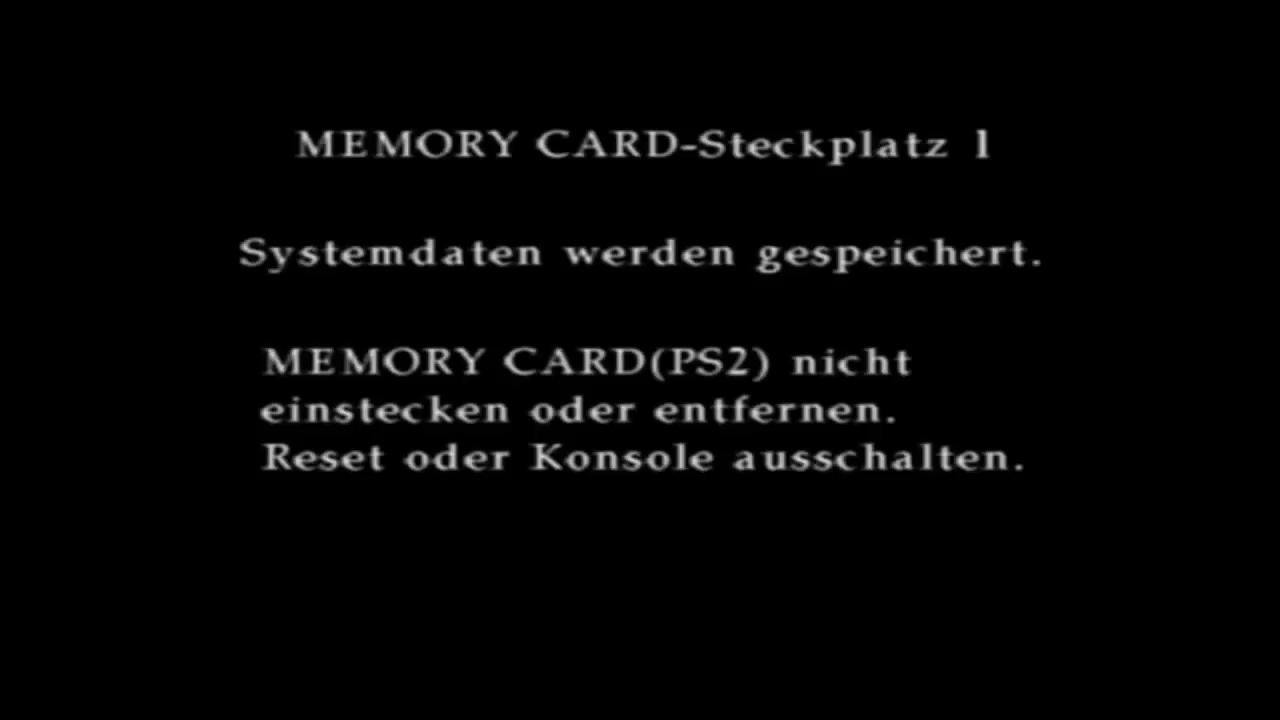 MEMORY CARD-Steckplatz 1
Systemdaten werden gespeichert.
MEMORY CARD(PS2) nicht
einstecken oder entfernen.
Reset oder Konsole ausschalten.